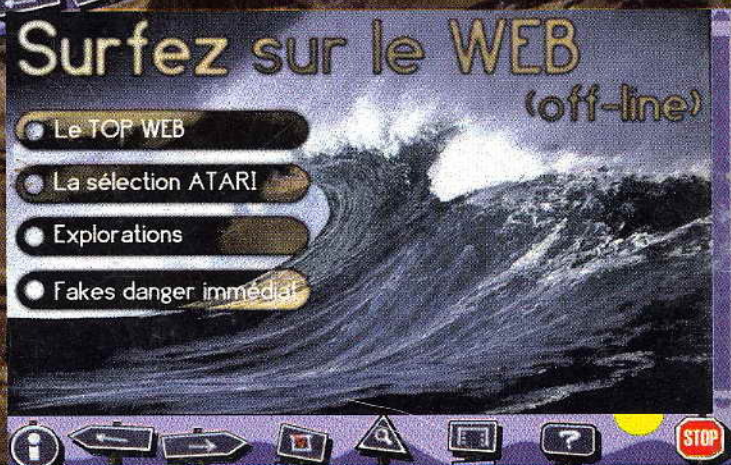 Surfez sur le WEB
(off-line)
Le TOP WEB
La sélection ATARI
Explorations
Fakes danger immédiat
i
?
STOP